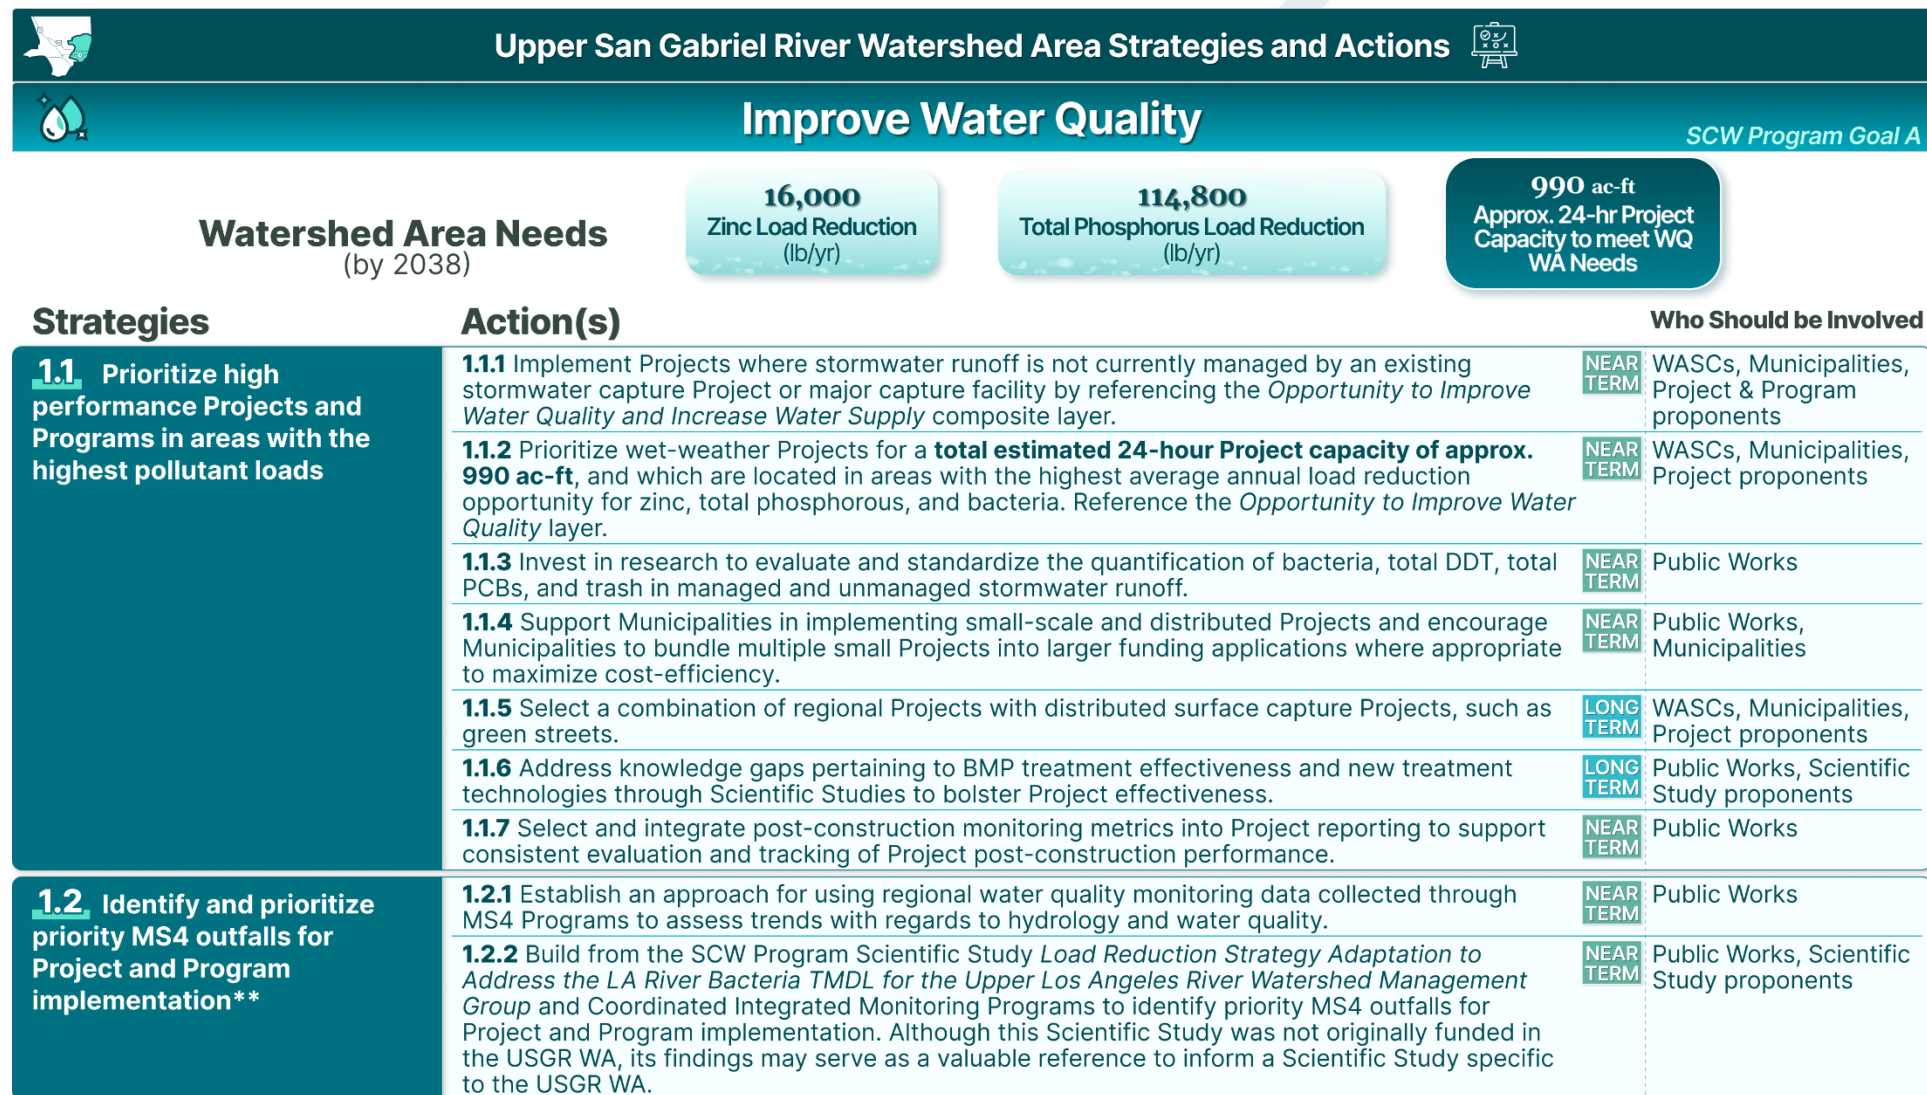 Upper San Gabriel River Watershed Area Strategies and Actions
Improve Water Quality
SCW Program Goal A
Watershed Area Needs
(by 2038)
16,000
Zinc Load Reduction
(lb/yr)
114,800
Total Phosphorus Load Reduction
(lb/yr)
990 ac-ft
Approx. 24-hr Project
Capacity to meet WQ
WA Needs
Strategies
Action(s)
Who Should be Involved
1.1 Prioritize high
performance Projects and
Programs in areas with the
highest pollutant loads
1.1.1 Implement Projects where stormwater runoff is not currently managed by an existing
stormwater capture Project or major capture facility by referencing the Opportunity to Improve
Water Quality and Increase Water Supply composite layer.
NEAR
TERM
WASCs, Municipalities,
Project & Program
proponents
1.1.2 Prioritize wet-weather Projects for a total estimated 24-hour Project capacity of approx.
990 ac-ft, and which are located in areas with the highest average annual load reduction
opportunity for zinc, total phosphorous, and bacteria. Reference the Opportunity to Improve Water
Quality layer.
NEAR
TERM
WASCs, Municipalities,
Project proponents
1.1.3 Invest in research to evaluate and standardize the quantification of bacteria, total DDT, total
PCBs, and trash in managed and unmanaged stormwater runoff.
NEAR
TERM
Public Works
1.1.4 Support Municipalities in implementing small-scale and distributed Projects and encourage
Municipalities to bundle multiple small Projects into larger funding applications where appropriate
to maximize cost-efficiency.
NEAR
TERM
Public Works,
Municipalities
1.1.5 Select a combination of regional Projects with distributed surface capture Projects, such as
green streets.
LONG
TERM
WASCs, Municipalities,
Project proponents
1.1.6 Address knowledge gaps pertaining to BMP treatment effectiveness and new treatment
technologies through Scientific Studies to bolster Project effectiveness.
LONG
TERM
Public Works, Scientific
Study proponents
1.1.7 Select and integrate post-construction monitoring metrics into Project reporting to support
consistent evaluation and tracking of Project post-construction performance.
NEAR
TERM
Public Works
1.2 Identify and prioritize
priority MS4 outfalls for
Project and Program
implementation**
1.2.1 Establish an approach for using regional water quality monitoring data collected through
MS4 Programs to assess trends with regards to hydrology and water quality.
NEAR
TERM
Public Works
1.2.2 Build from the SCW Program Scientific Study Load Reduction Strategy Adaptation to
Address the LA River Bacteria TMDL for the Upper Los Angeles River Watershed Management
Group and Coordinated Integrated Monitoring Programs to identify priority MS4 outfalls for
Project and Program implementation. Although this Scientific Study was not originally funded in
the USGR WA, its findings may serve as a valuable reference to inform a Scientific Study specific
to the USGR WA.
NEAR
TERM
Public Works, Scientific
Study proponents